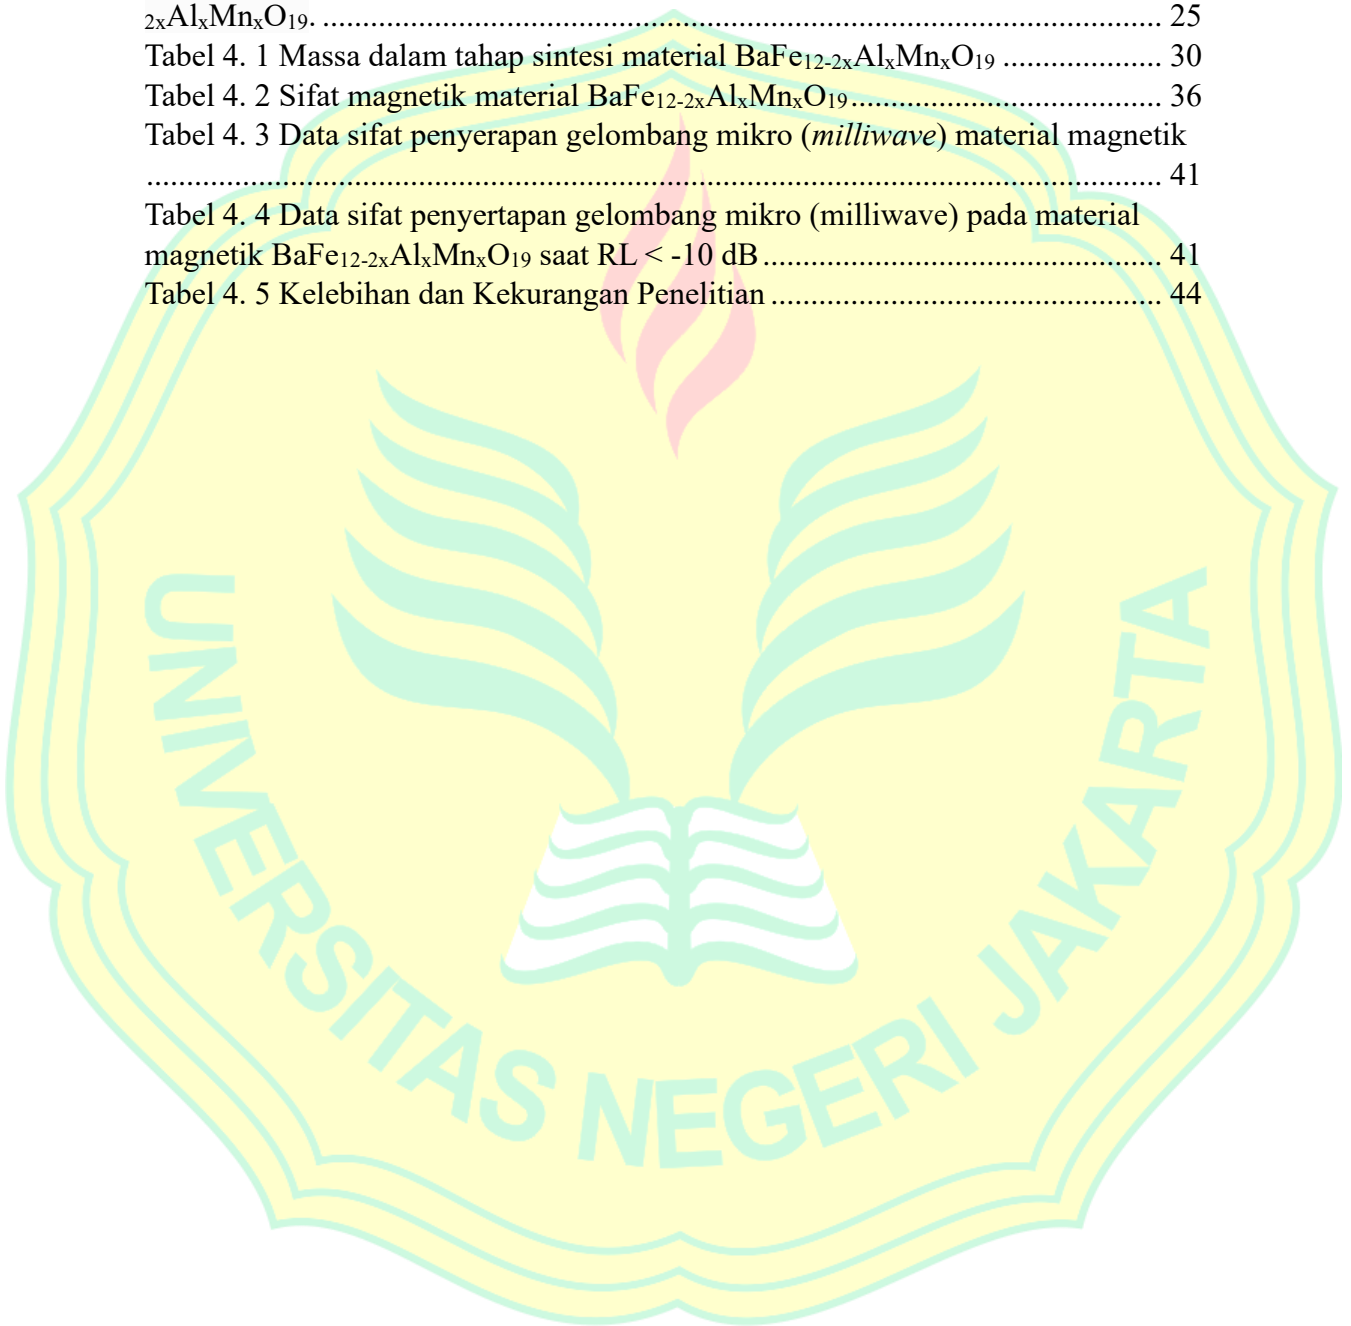 ₂ₓAlₓMnₓO₁₉. .......................................................................................................... 25
Tabel 4. 1 Massa dalam tahap sintesi material BaFe₁₂₋₂ₓAlₓMnₓO₁₉ .................... 30
Tabel 4. 2 Sifat magnetik material BaFe₁₂₋₂ₓAlₓMnₓO₁₉....................................... 36
Tabel 4. 3 Data sifat penyerapan gelombang mikro (milliwave) material magnetik
................................................................................................................................ 41
Tabel 4. 4 Data sifat penyertapan gelombang mikro (milliwave) pada material
magnetik BaFe₁₂₋₂ₓAlₓMnₓO₁₉ saat RL < -10 dB.................................................. 41
Tabel 4. 5 Kelebihan dan Kekurangan Penelitian ................................................. 44
UNIVERSITAS NEGERI JAKARTA